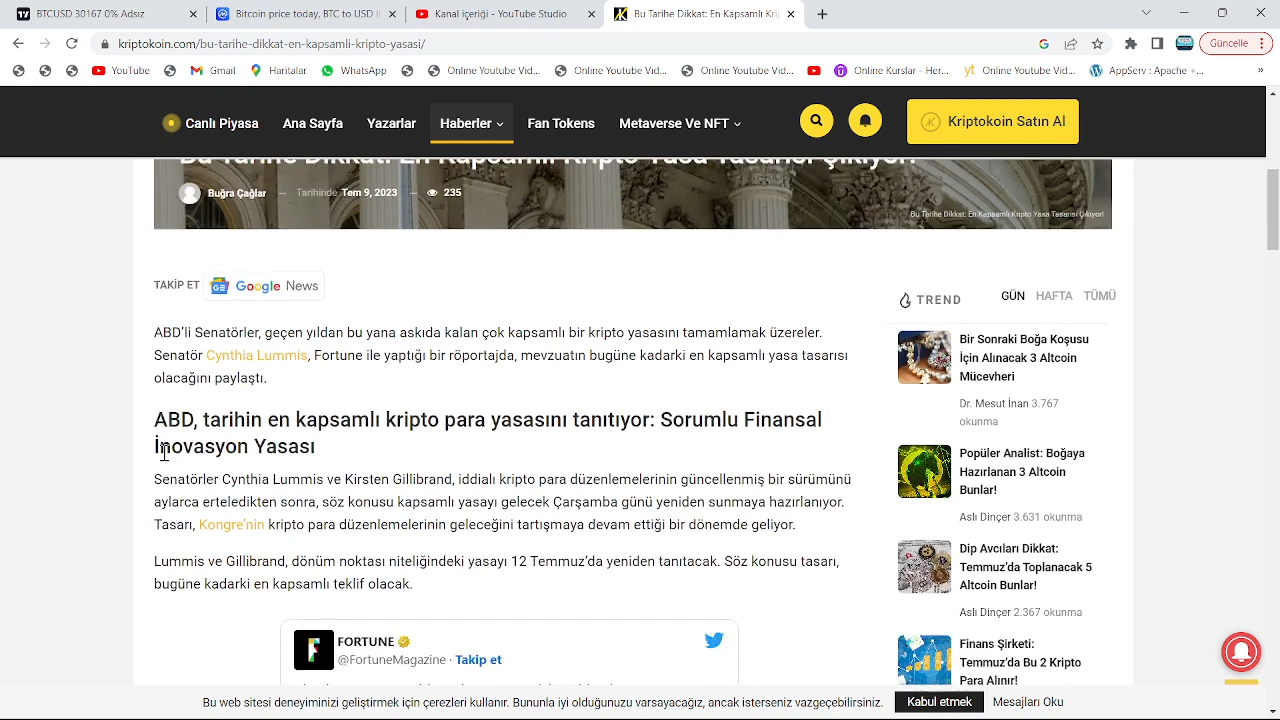 BTCUSD 30167 0% Adsız
Bitcoin price today, BTC to USD li
Kanal İçeriği - YouTube Studio
Bu Tarihe Dikkat: En Kapsamlı Kri
kriptokoin.com/bu-tarihe-dikkat-en-kapsamli-kripto-yasasi/
Güncelle
YouTube
Gmail
Haritalar
WhatsApp
Online Youtube Vid...
Online Youtube Vid...
Online Youtube Vid...
Online Kurslar - Her...
Online Youtube Vid...
AppServ : Apache +...
Canlı Piyasa
Ana Sayfa
Yazarlar
Haberler
Fan Tokens
Metaverse Ve NFT
Kriptokoin Satın Al
Bu Tarihe Dikkat: En Kapsamlı Kripto Yasa Tasarısı Çıkıyor!
Buğra Çağlar — Tarihinde Tem 9, 2023 — 235
Bu Tarihe Dikkat: En Kapsamlı Kripto Yasa Tasarısı Çıkıyor!
TAKİP ET Google News
ABD'li Senatörler, geçen yıldan bu yana askıda kalan çok kapsamlı bir kripto yasasını tamamlamak üzereler.
Senatör Cynthia Lummis, Fortune ile yaptığı bir röportajda, mevzuatın bugüne kadarki en kapsamlı yasa tasarısı
olacağını paylaştı.
ABD, tarihin en kapsamlı kripto para yasasını tanıtıyor: Sorumlu Finansal
İnovasyon Yasası
Senatörler Cynthia Lummis ve Kirsten Gillibrand, iddialı kripto para düzenlemelerinin güncellenmiş bir sürümünü
aylarca erteledikten sonra, söz konusu kapsamlı yasayı gelecek Çarşamba günü yeniden sunmaya hazırlanıyor.
Tasarı, Kongre'nin kripto para düzenlemelerinin geleceğini tartışmaya devam ettiği bir dönemde geliyor.
Lummis ve Gillibrand, dönüm noktası niteliğindeki yasayı 12 Temmuz'da yeniden tanıtacak. Söz konusu tasarı,
bugüne kadarki en kapsamlı teklif olacak.
FORTUNE
@FortuneMagazine · Takip et
TREND
GÜN HAFTA TÜMÜ
Bir Sonraki Boğa Koşusu
İçin Alınacak 3 Altcoin
Mücevheri
Dr. Mesut İnan 3.767
okunma
Popüler Analist: Boğaya
Hazırlanan 3 Altcoin
Bunlar!
Aslı Dinçer 3.631 okunma
Dip Avcıları Dikkat:
Temmuz'da Toplanacak 5
Altcoin Bunlar!
Aslı Dinçer 2.367 okunma
Finans Şirketi:
Temmuz'da Bu 2 Kripto
Para Alınır!
Bu site deneyiminizi geliştirmek için çerezleri kullanır. Bununla iyi olduğunuzu varsayacağız, ancak isterseniz vazgeçebilirsiniz.
Kabul etmek
Mesajları Oku